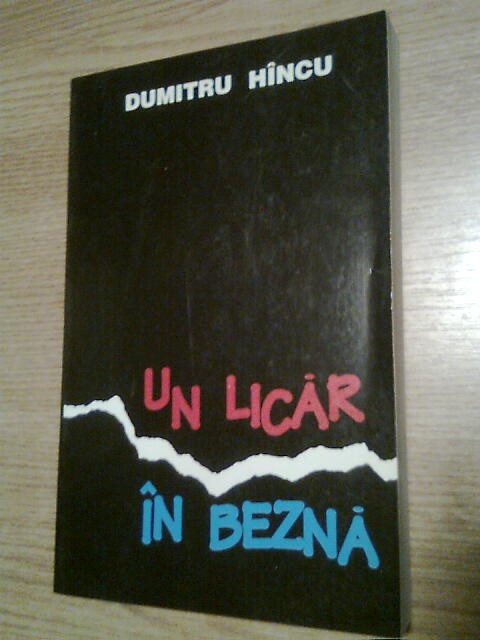 DUMITRU HÎNCU
UN LICĂR
ÎN BEZNĂ